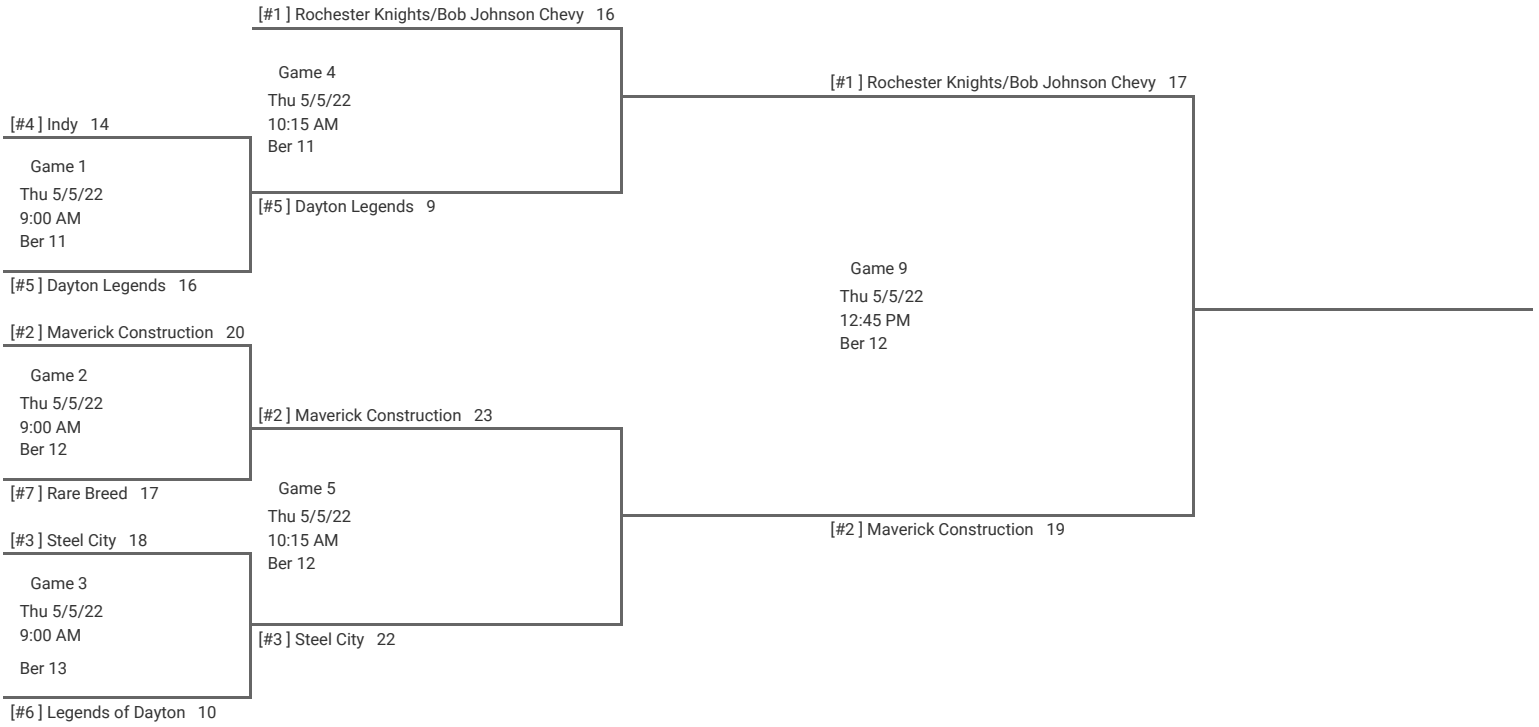 [#1 ] Rochester Knights/Bob Johnson Chevy 16
Game 4
Thu 5/5/22
10:15 AM
Ber 11
[#5 ] Dayton Legends 9
[#4 ] Indy 14
Game 1
Thu 5/5/22
9:00 AM
Ber 11
[#5 ] Dayton Legends 16
[#2 ] Maverick Construction 20
Game 2
Thu 5/5/22
9:00 AM
Ber 12
[#7 ] Rare Breed 17
[#3 ] Steel City 18
Game 3
Thu 5/5/22
9:00 AM
Ber 13
[#6 ] Legends of Dayton 10
[#2 ] Maverick Construction 23
Game 5
Thu 5/5/22
10:15 AM
Ber 12
[#3 ] Steel City 22
[#1 ] Rochester Knights/Bob Johnson Chevy 17
Game 9
Thu 5/5/22
12:45 PM
Ber 12
[#2 ] Maverick Construction 19